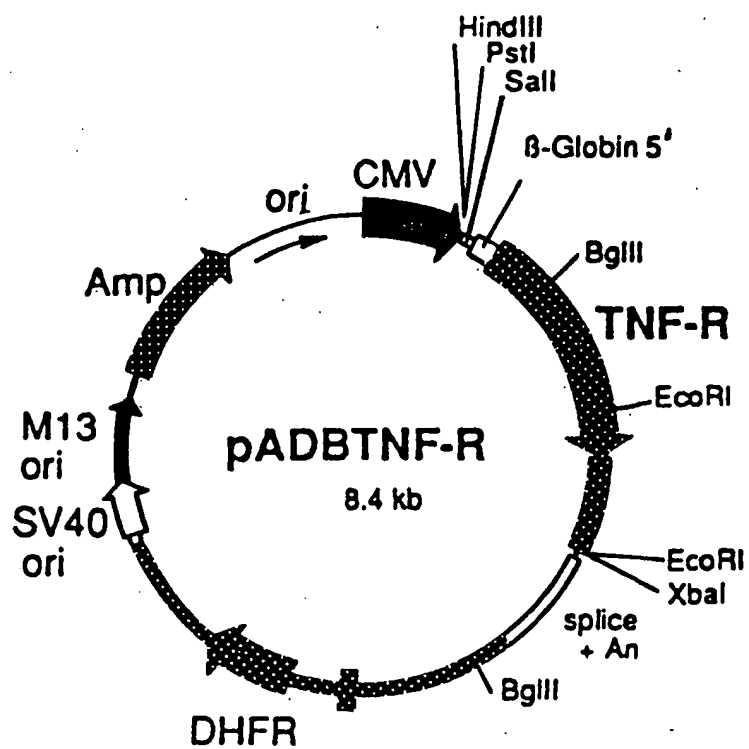 HindIII
PstI
SalI
ß-Globin 5'
CMV
ori
BglII
Amp
TNF-R
EcoRI
M13
ori
pADBTNF-R
8.4 kb
SV40
ori
EcoRI
XbaI
splice
+ An
BglII
DHFR